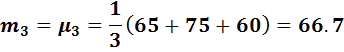 m₃ = μ₃ = 1/3 (65 + 75 + 60) = 66.7